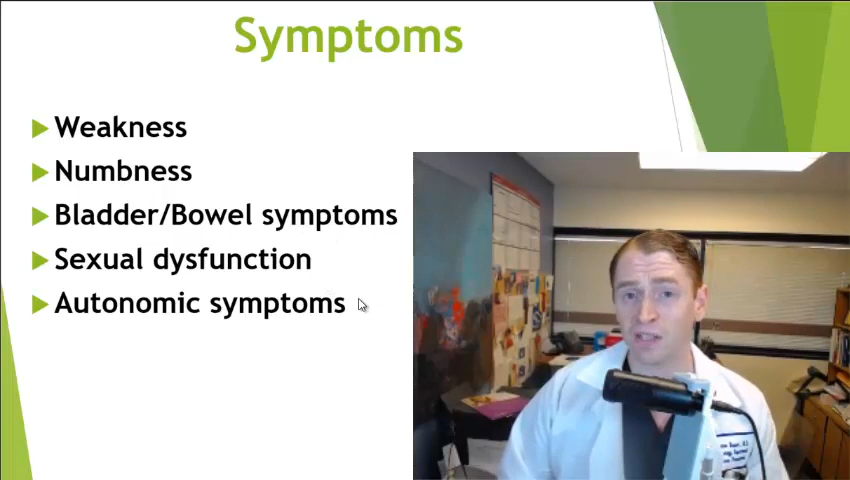 Symptoms
Weakness
Numbness
Bladder/Bowel symptoms
Sexual dysfunction
Autonomic symptoms